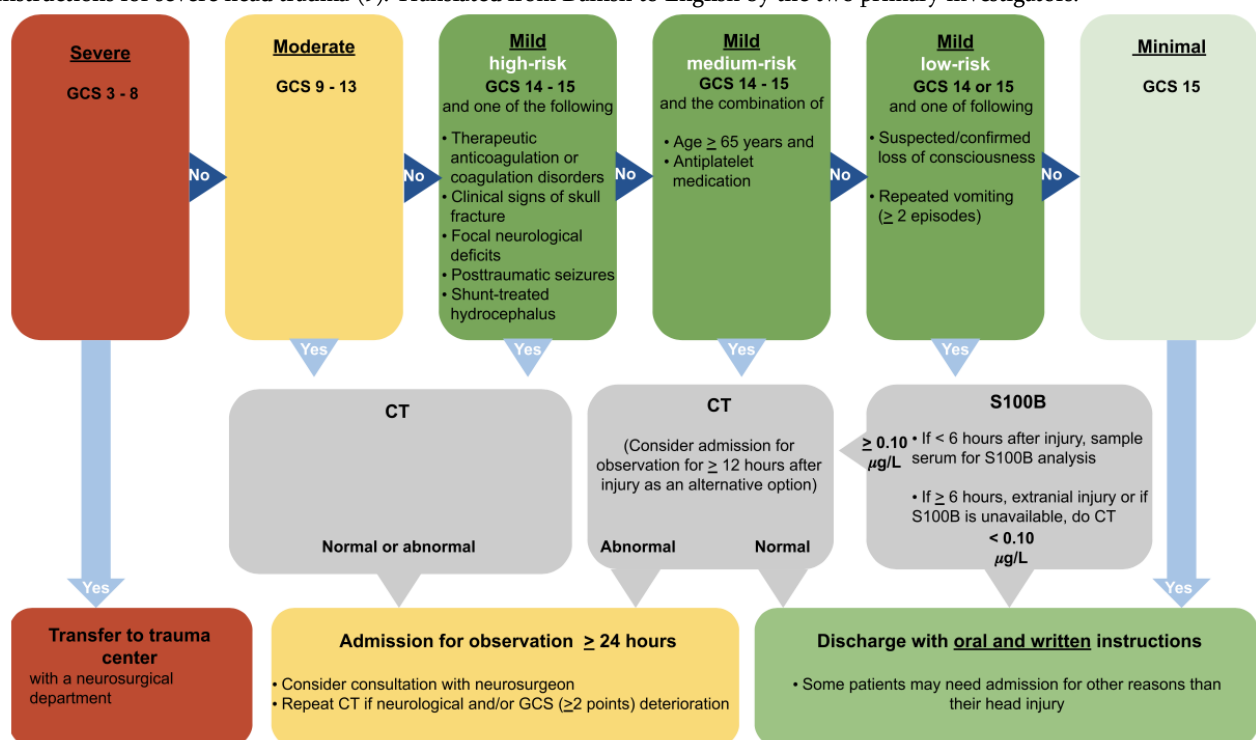 instructions for severe head trauma (9). Translated from Danish to English by the two primary investigators.
Severe
GCS 3 - 8
No
Moderate
GCS 9 - 13
No
Mild
high-risk
GCS 14 - 15
and one of the following
• Therapeutic
anticoagulation or
coagulation disorders
• Clinical signs of skull
fracture
• Focal neurological
deficits
• Posttraumatic seizures
• Shunt-treated
hydrocephalus
No
Mild
medium-risk
GCS 14 - 15
and the combination of
• Age ≥ 65 years and
• Antiplatelet
medication
No
Mild
low-risk
GCS 14 or 15
and one of following
• Suspected/confirmed
loss of consciousness
• Repeated vomiting
(≥ 2 episodes)
No
Minimal
GCS 15
Yes
Yes
Yes
Yes
CT
Normal or abnormal
CT
(Consider admission for
observation for ≥ 12 hours after
injury as an alternative option)
Abnormal
Normal
S100B
≥ 0.10
µg/L
• If < 6 hours after injury, sample
serum for S100B analysis
• If ≥ 6 hours, extranial injury or if
S100B is unavailable, do CT
< 0.10
µg/L
Yes
Yes
Transfer to trauma
center
with a neurosurgical
department
Admission for observation ≥ 24 hours
• Consider consultation with neurosurgeon
• Repeat CT if neurological and/or GCS (≥2 points) deterioration
Discharge with oral and written instructions
• Some patients may need admission for other reasons than
their head injury